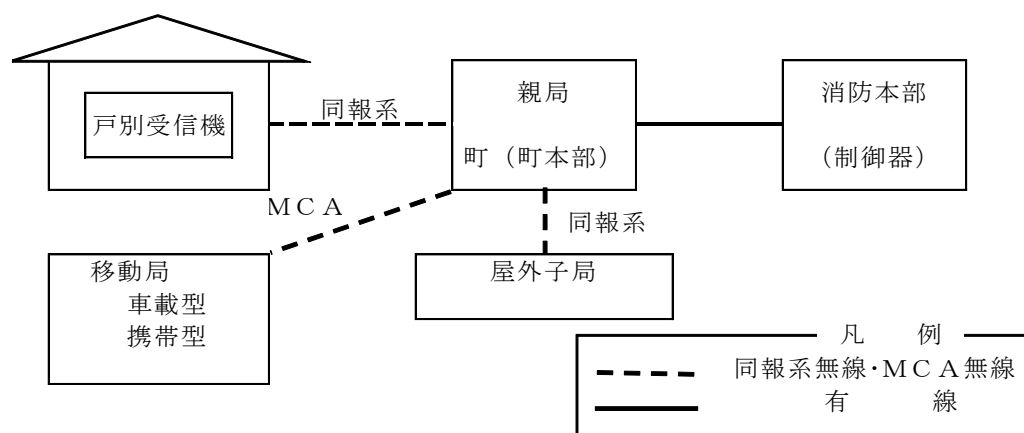 戸別受信機
同報系
親局
町（町本部）
消防本部
（制御器）
ＭＣＡ
同報系
移動局
車載型
携帯型
屋外子局
凡　例
同報系無線・ＭＣＡ無線
有　線